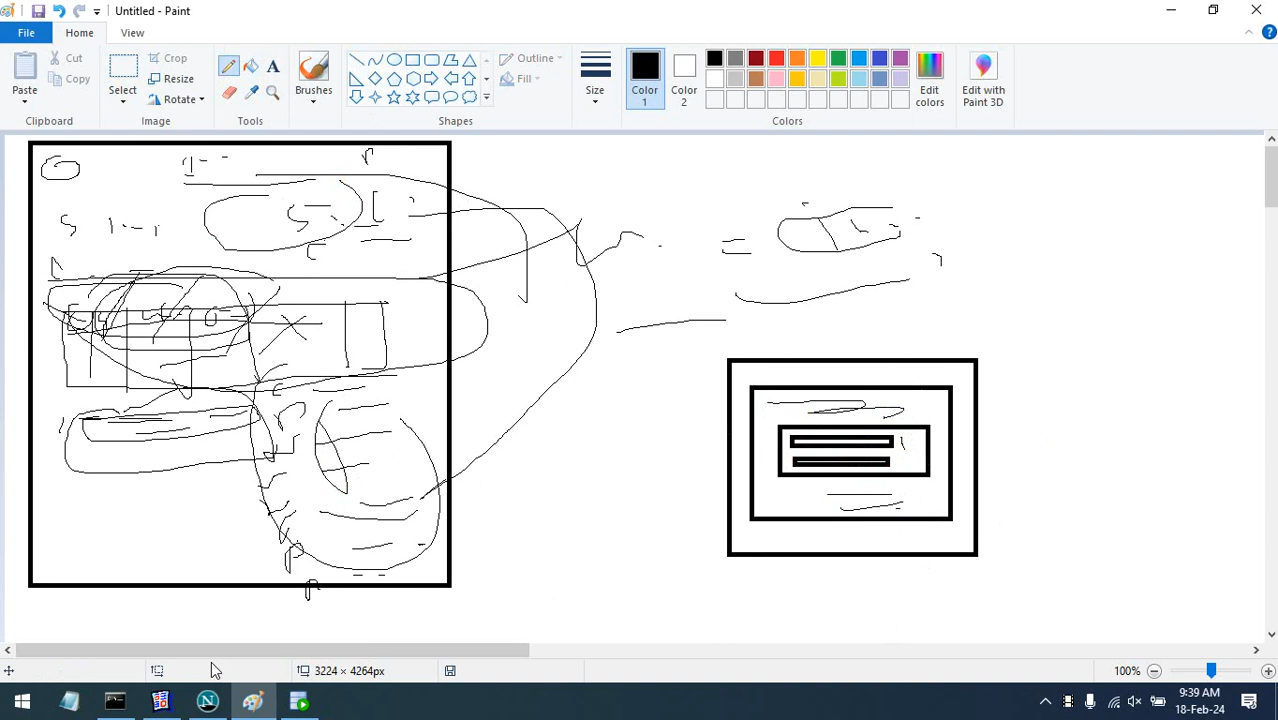 Untitled - Paint
File
Home
View
Paste
Cut
Copy
Clipboard
Select
Crop
Resize
Rotate
Image
A
Tools
Brushes
Outline
Fill
Shapes
Size
Color 1
Color 2
Edit colors
Colors
Edit with Paint 3D
3224 × 4264px
100%
9:39 AM
18-Feb-24